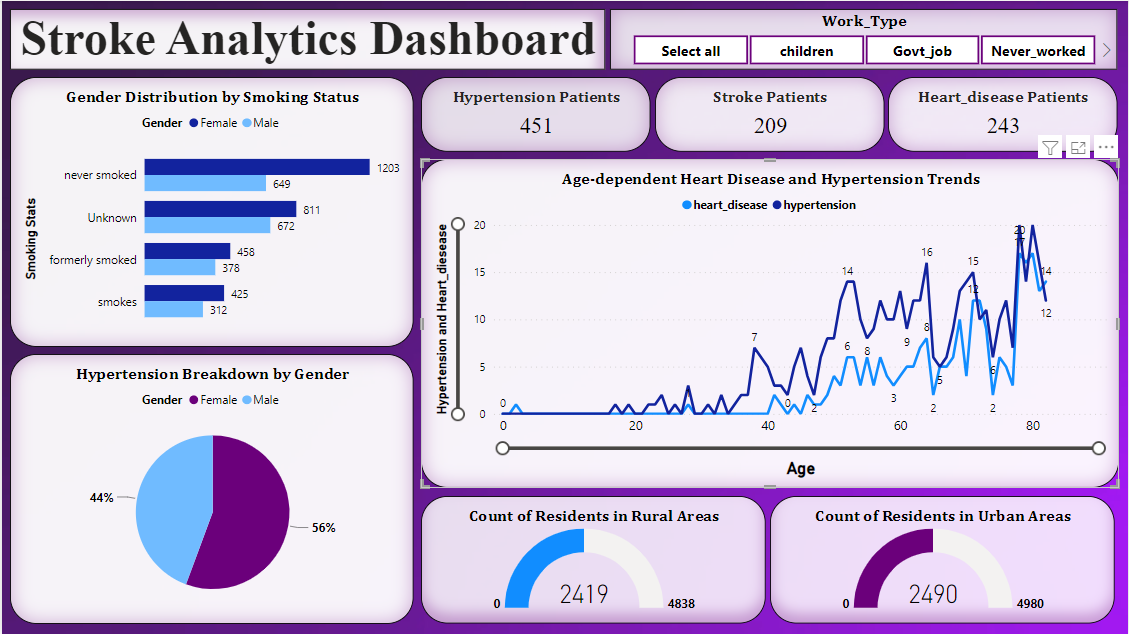 Stroke Analytics Dashboard
Work_Type
Select all
children
Govt_job
Never_worked
Gender Distribution by Smoking Status
Gender Female Male
Smoking Stats
never smoked
1203
649
Unknown
811
672
formerly smoked
458
378
smokes
425
312
Hypertension Patients
451
Stroke Patients
209
Heart_disease Patients
243
Age-dependent Heart Disease and Hypertension Trends
heart_disease hypertension
Hypertension and Heart_diesease
20
15
10
5
0
0
7
0
2
14
6
8
3
9
16
8
2
5
15
12
6
2
20
14
12
0
20
40
60
80
Age
Hypertension Breakdown by Gender
Gender Female Male
44%
56%
Count of Residents in Rural Areas
2419
0
4838
Count of Residents in Urban Areas
2490
0
4980